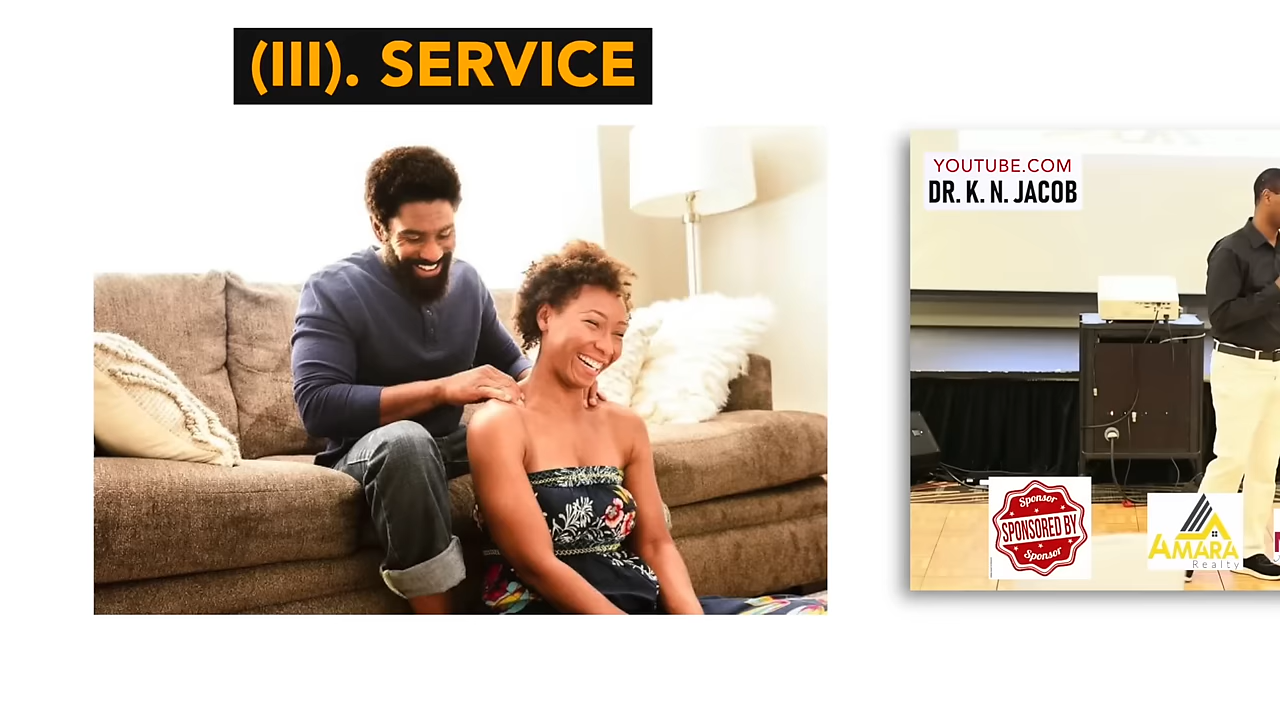 (III). SERVICE
YOUTUBE.COM
DR. K. N. JACOB
Sponsor
SPONSORED BY
Sponsor
AMARA
Realty